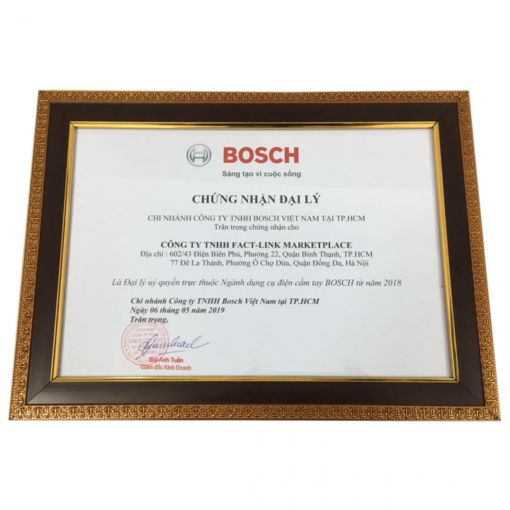 BOSCH
Sáng tạo vì cuộc sống
CHỨNG NHẬN ĐẠI LÝ
CHI NHÁNH CÔNG TY TNHH BOSCH VIỆT NAM TẠI TP.HCM
Trân trọng chứng nhận cho
CÔNG TY TNHH FACT-LINK MARKETPLACE
Địa chỉ : 602/43 Điện Biên Phủ, Phường 22, Quận Bình Thạnh, TP.HCM
77 Đê La Thành, Phường Ô Chợ Dừa, Quận Đống Đa, Hà Nội
Là Đại lý uỷ quyền trực thuộc Ngành dụng cụ điện cầm tay BOSCH từ năm 2018
Chi nhánh Công ty TNHH Bosch Việt Nam tại TP.HCM
Ngày 06 tháng 05 năm 2019
Trân trọng,
Bùi Anh Tuấn
Giám đốc Kinh Doanh